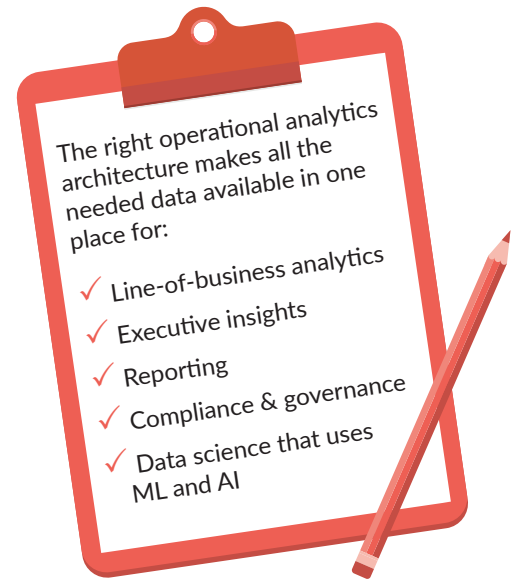 The right operational analytics
architecture makes all the
needed data available in one
place for:
✓ Line-of-business analytics
✓ Executive insights
✓ Reporting
✓ Compliance & governance
✓ Data science that uses
ML and AI